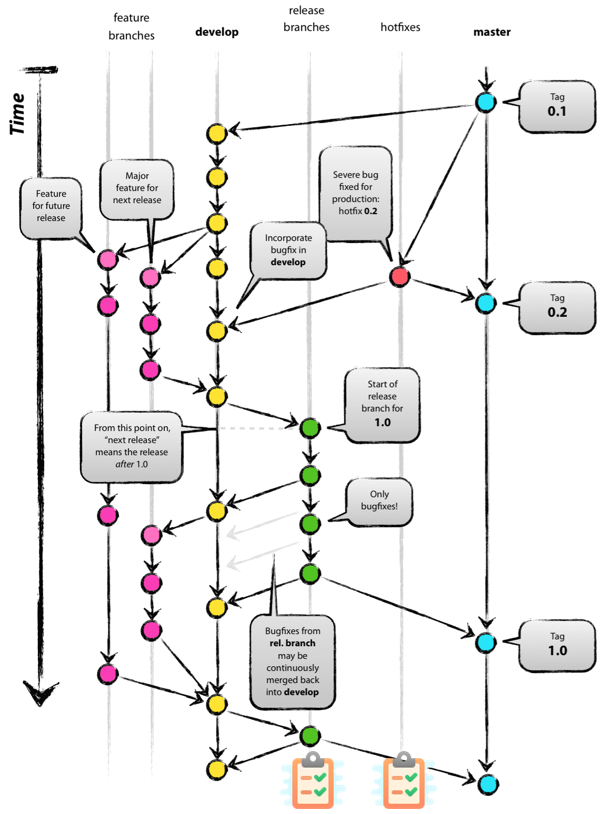 feature
branches
develop
release
branches
hotfixes
master
Time
Tag
0.1
Major
feature for
next release
Severe bug
fixed for
production:
hotfix 0.2
Feature
for future
release
Incorporate
bugfix in
develop
Tag
0.2
Start of
release
branch for
1.0
From this point on,
“next release”
means the release
after 1.0
Only
bugfixes!
Bugfixes from
rel. branch
may be
continuously
merged back
into develop
Tag
1.0